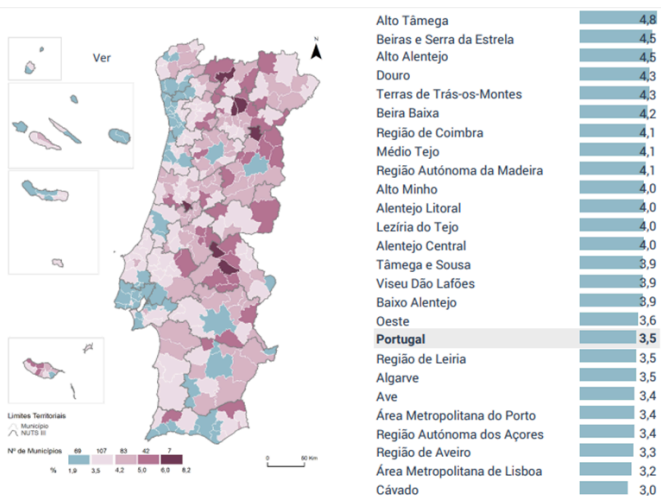 Ver
N
Limites Territoriais
Município
NUTS III
Nº de Municípios 69 107 83 42 7
% 1,9 3,5 4,2 5,0 6,0 8,2
0 50 Km
Alto Tâmega 4,8
Beiras e Serra da Estrela 4,5
Alto Alentejo 4,5
Douro 4,3
Terras de Trás-os-Montes 4,3
Beira Baixa 4,2
Região de Coimbra 4,1
Médio Tejo 4,1
Região Autónoma da Madeira 4,1
Alto Minho 4,0
Alentejo Litoral 4,0
Lezíria do Tejo 4,0
Alentejo Central 4,0
Tâmega e Sousa 3,9
Viseu Dão Lafões 3,9
Baixo Alentejo 3,9
Oeste 3,6
Portugal 3,5
Região de Leiria 3,5
Algarve 3,5
Ave 3,4
Área Metropolitana do Porto 3,4
Região Autónoma dos Açores 3,4
Região de Aveiro 3,3
Área Metropolitana de Lisboa 3,2
Cávado 3,0